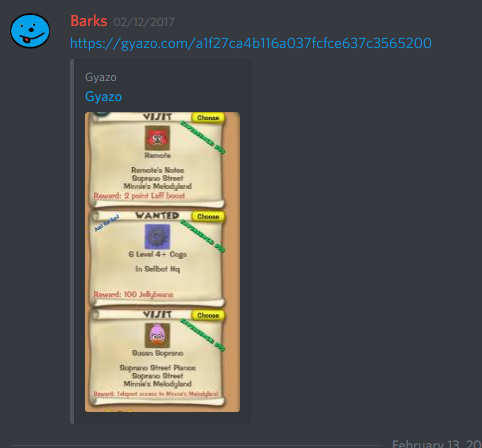 Barks 02/12/2017
https://gyazo.com/a1f27ca4b116a037fcfce637c3565200
Gyazo
Gyazo
VISIT
Choose
Remote
Remote's Notes
Soprano Street
Minnie's Melodyland
Reward: 2 point Laff boost
Just for Fun!
WANTED
Choose
6 Level 4+ Cogs
In Sellbot Hq
Reward: 100 Jellybeans
VISIT
Choose
Susan Soprano
Soprano Street Pianos
Soprano Street
Minnie's Melodyland
Reward: Teleport access to Minnie's Melodyland!
February 13, 20